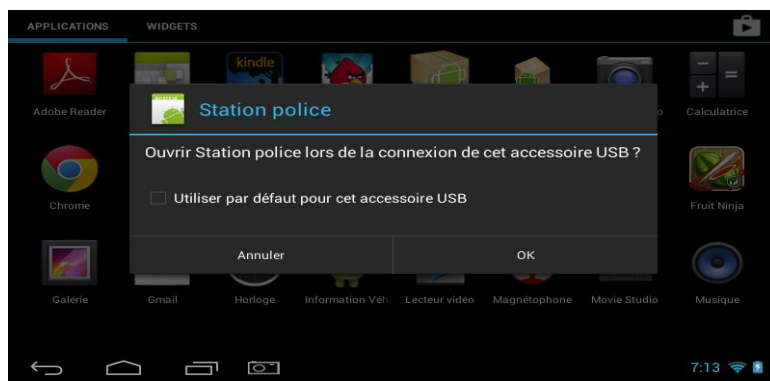 APPLICATIONS WIDGETS
kindle
Station police
Adobe Reader
Calculatrice
Ouvrir Station police lors de la connexion de cet accessoire USB ?
Utiliser par défaut pour cet accessoire USB
Chrome
Fruit Ninja
Annuler OK
Galerie Gmail Horloge Information Véh Lecteur vidéo Magnétophone Movie Studio Musique
7:13